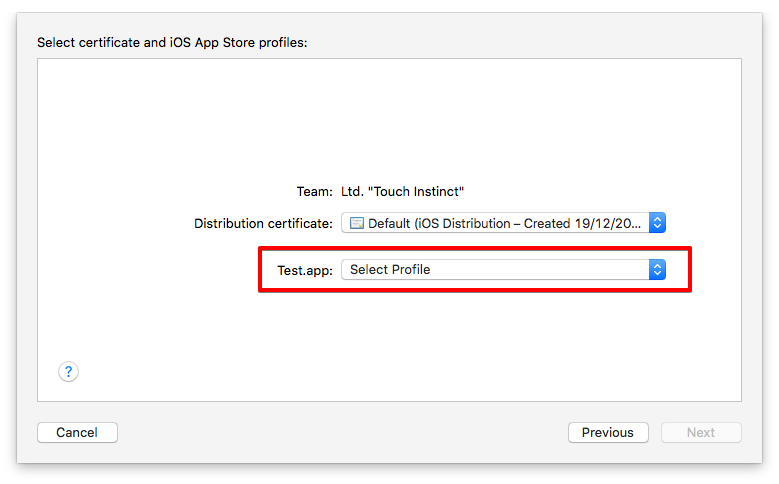 Select certificate and iOS App Store profiles:
Team: Ltd. "Touch Instinct"
Distribution certificate: Default (iOS Distribution – Created 19/12/20...
Test.app: Select Profile
?
Cancel Previous Next